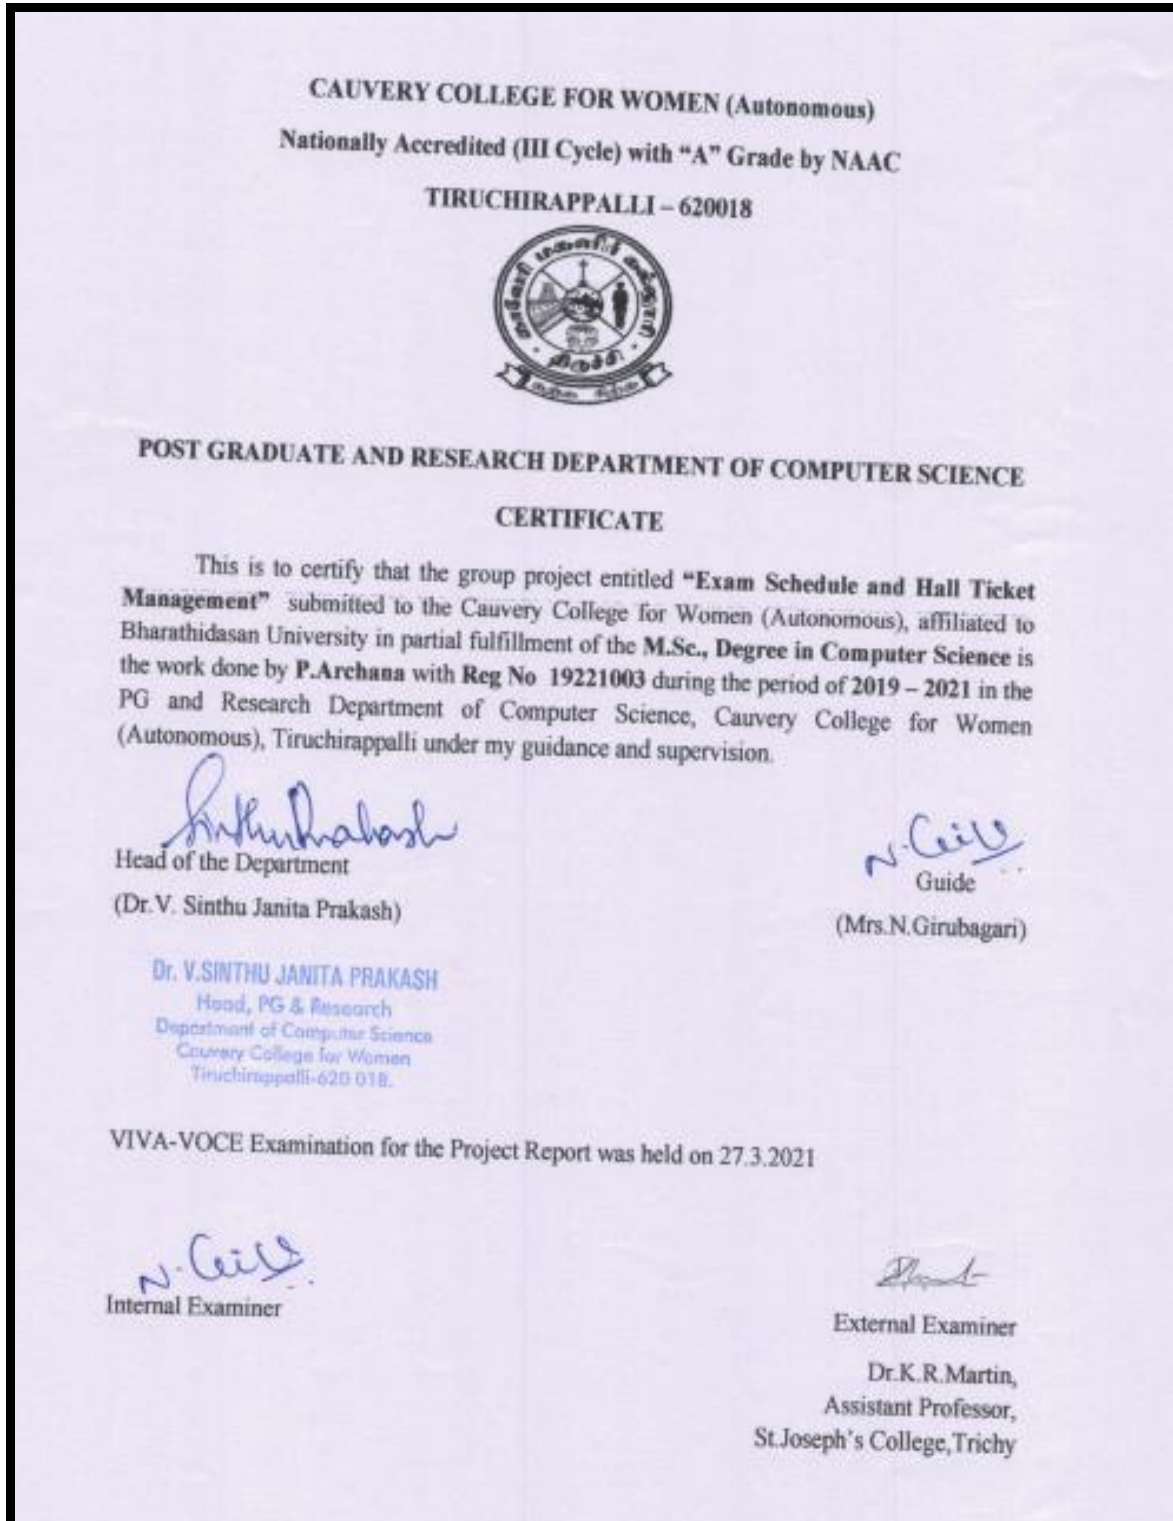 CAUVERY COLLEGE FOR WOMEN (Autonomous)
Nationally Accredited (III Cycle) with “A” Grade by NAAC
TIRUCHIRAPPALLI – 620018
காவேரி மகளிர் கல்லூரி
திருச்சி
POST GRADUATE AND RESEARCH DEPARTMENT OF COMPUTER SCIENCE
CERTIFICATE
This is to certify that the group project entitled “Exam Schedule and Hall Ticket
Management” submitted to the Cauvery College for Women (Autonomous), affiliated to
Bharathidasan University in partial fulfillment of the M.Sc., Degree in Computer Science is
the work done by P.Archana with Reg No 19221003 during the period of 2019 – 2021 in the
PG and Research Department of Computer Science, Cauvery College for Women
(Autonomous), Tiruchirappalli under my guidance and supervision.
Head of the Department
Guide
(Dr.V. Sinthu Janita Prakash)
(Mrs.N.Girubagari)
Dr. V.SINTHU JANITA PRAKASH
Head, PG & Research
Department of Computer Science
Cauvery College for Women
Tiruchirappalli-620 018.
VIVA-VOCE Examination for the Project Report was held on 27.3.2021
Internal Examiner
External Examiner
Dr.K.R.Martin,
Assistant Professor,
St.Joseph’s College,Trichy